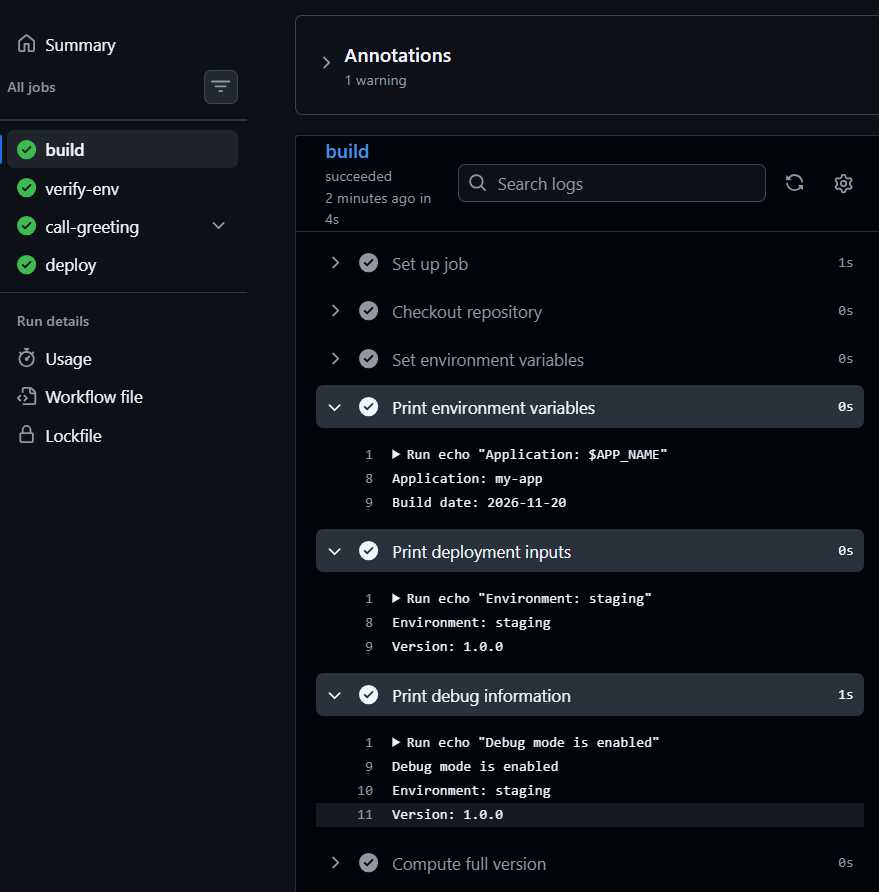 Summary
All jobs
build
verify-env
call-greeting
deploy
Run details
Usage
Workflow file
Lockfile
Annotations
1 warning
build
succeeded
2 minutes ago in
4s
Search logs
Set up job 1s
Checkout repository 0s
Set environment variables 0s
Print environment variables 0s
1 Run echo "Application: $APP_NAME"
8 Application: my-app
9 Build date: 2026-11-20
Print deployment inputs 0s
1 Run echo "Environment: staging"
8 Environment: staging
9 Version: 1.0.0
Print debug information 1s
1 Run echo "Debug mode is enabled"
9 Debug mode is enabled
10 Environment: staging
11 Version: 1.0.0
Compute full version 0s